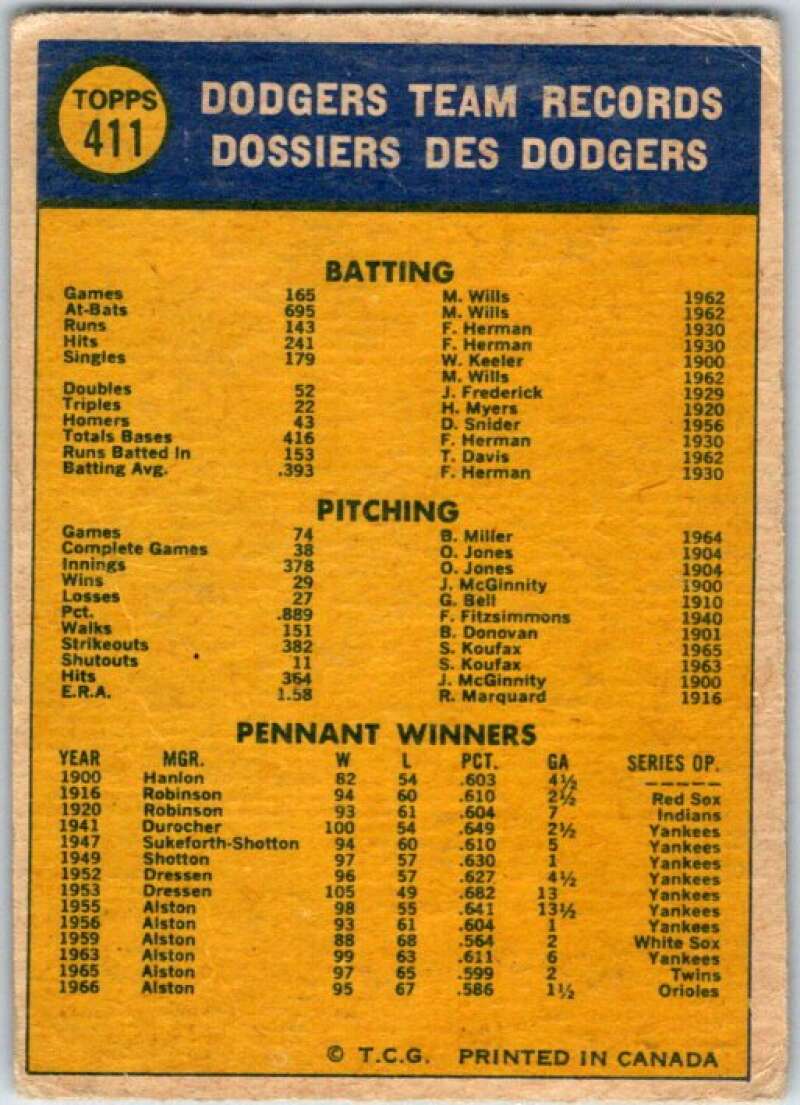 TOPPS
411
DODGERS TEAM RECORDS
DOSSIERS DES DODGERS
BATTING
Games 165 M. Wills 1962
At-Bats 695 M. Wills 1962
Runs 143 F. Herman 1930
Hits 241 F. Herman 1930
Singles 179 W. Keeler 1900
M. Wills 1962
Doubles 52 J. Frederick 1929
Triples 22 H. Myers 1920
Homers 43 D. Snider 1956
Totals Bases 416 F. Herman 1930
Runs Batted In 153 T. Davis 1962
Batting Avg. .393 F. Herman 1930
PITCHING
Games 74 B. Miller 1964
Complete Games 38 O. Jones 1904
Innings 378 O. Jones 1904
Wins 29 J. McGinnity 1900
Losses 27 G. Bell 1910
Pct. .889 F. Fitzsimmons 1940
Walks 151 B. Donovan 1901
Strikeouts 382 S. Koufax 1965
Shutouts 11 S. Koufax 1963
Hits 364 J. McGinnity 1900
E.R.A. 1.58 R. Marquard 1916
PENNANT WINNERS
YEAR MGR. W L PCT. GA SERIES OP.
1900 Hanlon 82 54 .603 4½ ------
1916 Robinson 94 60 .610 2½ Red Sox
1920 Robinson 93 61 .604 7 Indians
1941 Durocher 100 54 .649 2½ Yankees
1947 Sukeforth-Shotton 94 60 .610 5 Yankees
1949 Shotton 97 57 .630 1 Yankees
1952 Dressen 96 57 .627 4½ Yankees
1953 Dressen 105 49 .682 13 Yankees
1955 Alston 98 55 .641 13½ Yankees
1956 Alston 93 61 .604 1 Yankees
1959 Alston 88 68 .564 2 White Sox
1963 Alston 99 63 .611 6 Yankees
1965 Alston 97 65 .599 2 Twins
1966 Alston 95 67 .586 1½ Orioles
© T.C.G. PRINTED IN CANADA